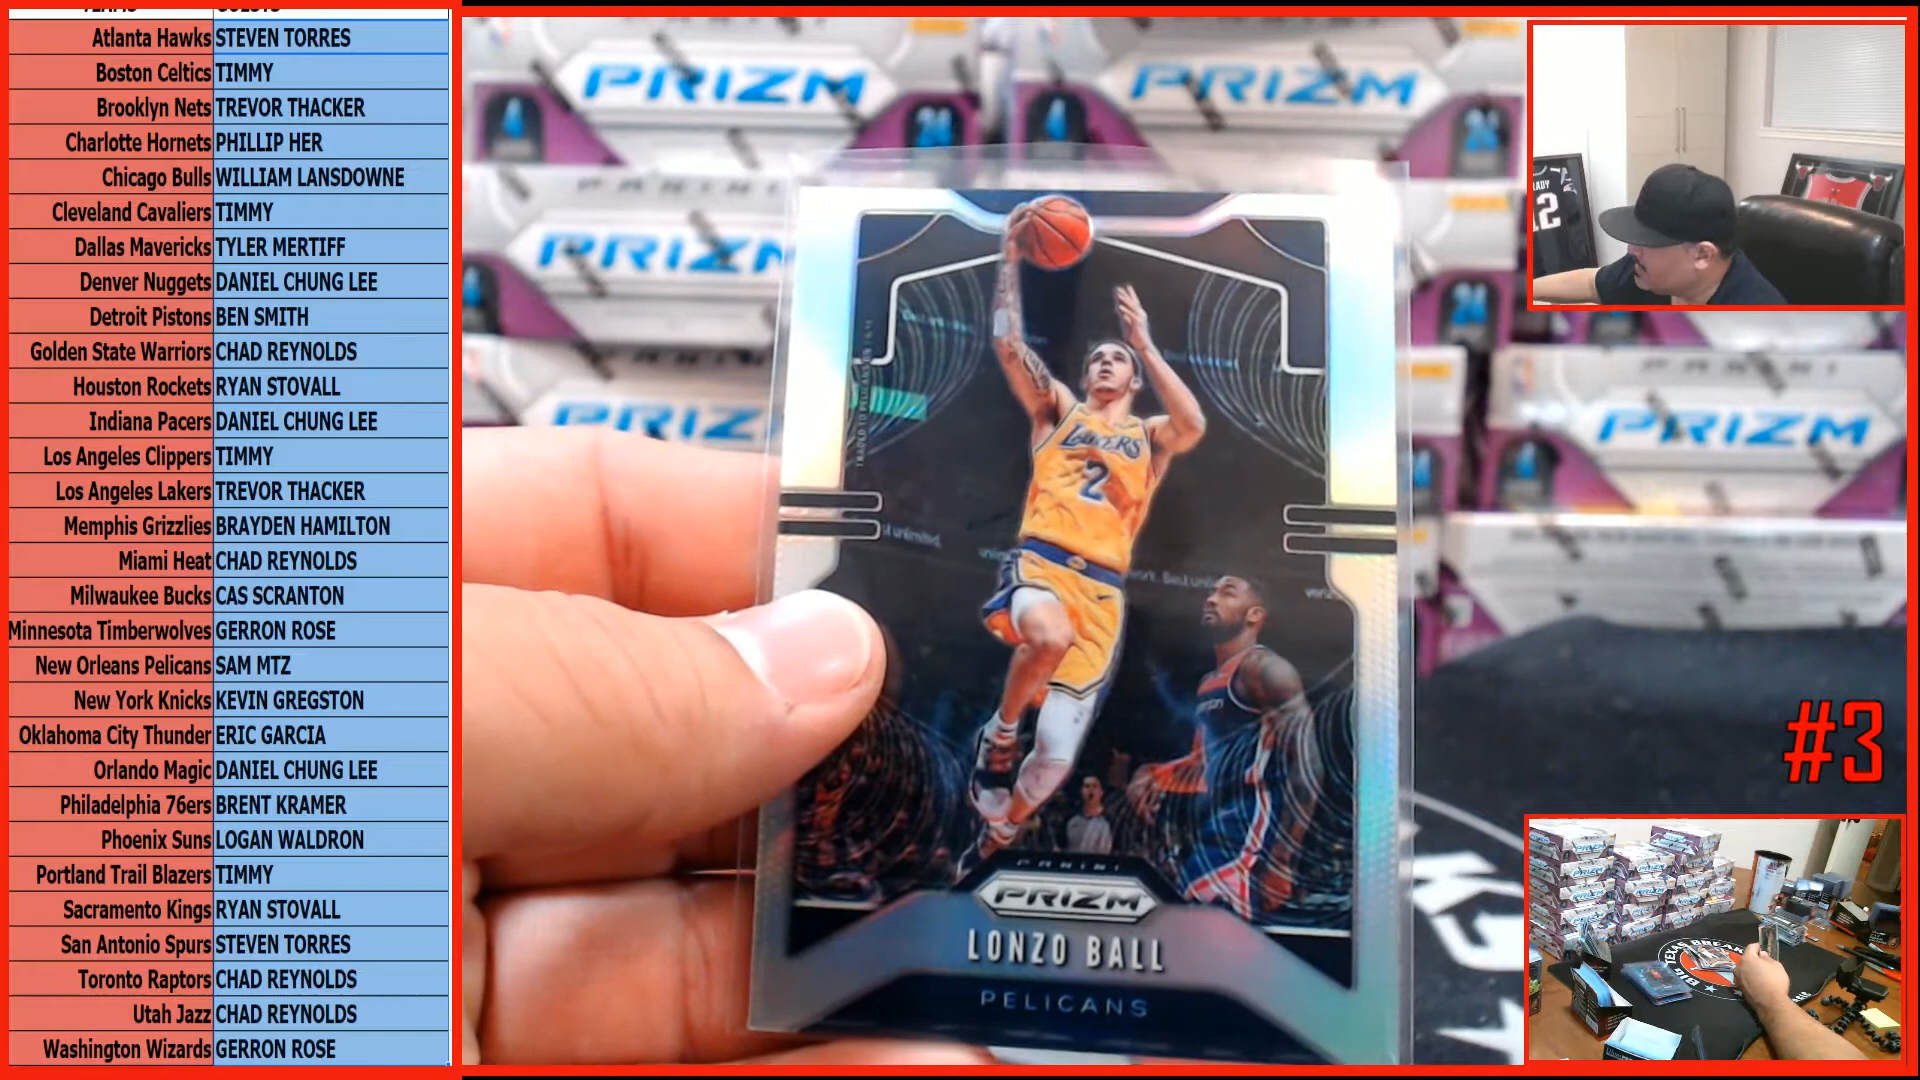 Atlanta Hawks STEVEN TORRES
Boston Celtics TIMMY
Brooklyn Nets TREVOR THACKER
Charlotte Hornets PHILLIP HER
Chicago Bulls WILLIAM LANSDOWNE
Cleveland Cavaliers TIMMY
Dallas Mavericks TYLER MERTIFF
Denver Nuggets DANIEL CHUNG LEE
Detroit Pistons BEN SMITH
Golden State Warriors CHAD REYNOLDS
Houston Rockets RYAN STOVALL
Indiana Pacers DANIEL CHUNG LEE
Los Angeles Clippers TIMMY
Los Angeles Lakers TREVOR THACKER
Memphis Grizzlies BRAYDEN HAMILTON
Miami Heat CHAD REYNOLDS
Milwaukee Bucks CAS SCRANTON
Minnesota Timberwolves GERRON ROSE
New Orleans Pelicans SAM MTZ
New York Knicks KEVIN GREGSTON
Oklahoma City Thunder ERIC GARCIA
Orlando Magic DANIEL CHUNG LEE
Philadelphia 76ers BRENT KRAMER
Phoenix Suns LOGAN WALDRON
Portland Trail Blazers TIMMY
Sacramento Kings RYAN STOVALL
San Antonio Spurs STEVEN TORRES
Toronto Raptors CHAD REYNOLDS
Utah Jazz CHAD REYNOLDS
Washington Wizards GERRON ROSE
PRIZM
PRIZM
PRIZM
PRIZM
PRIZM
LAKERS
2
PANINI
PRIZM
LONZO BALL
PELICANS
12
#3